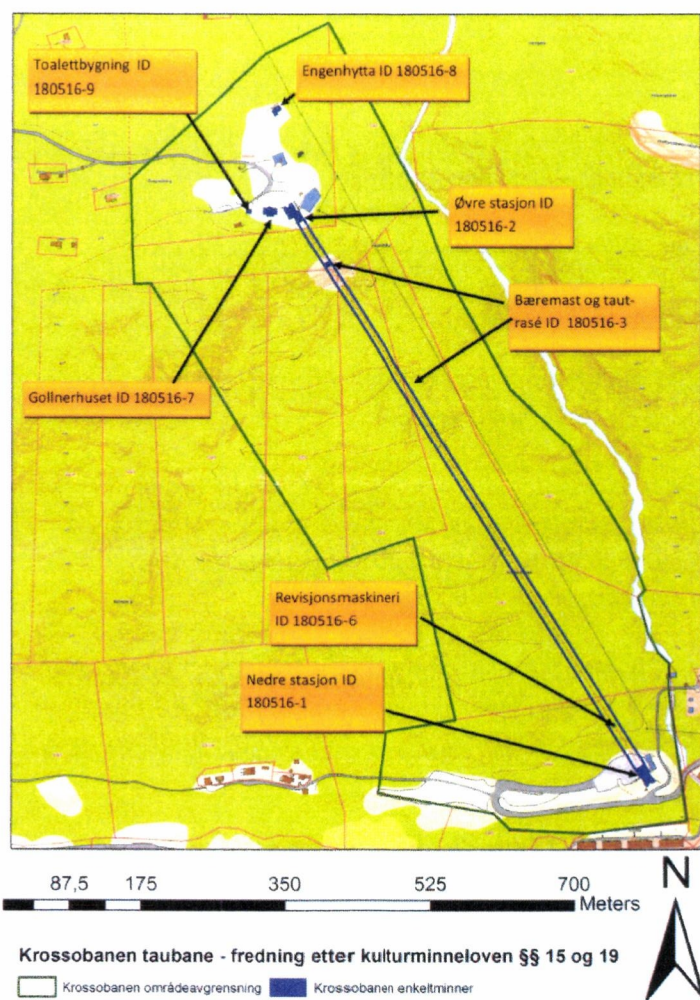 Toalettbygning ID
180516-9
Engenhytta ID 180516-8
Øvre stasjon ID
180516-2
Bæremast og taut-
rasé ID 180516-3
Gollnerhuset ID 180516-7
Revisjonsmaskineri
ID 180516-6
Nedre stasjon ID
180516-1
N
87,5 175 350 525 700
Meters
Krossobanen taubane - fredning etter kulturminneloven §§ 15 og 19
Krossobanen områdeavgrensning Krossobanen enkeltminner